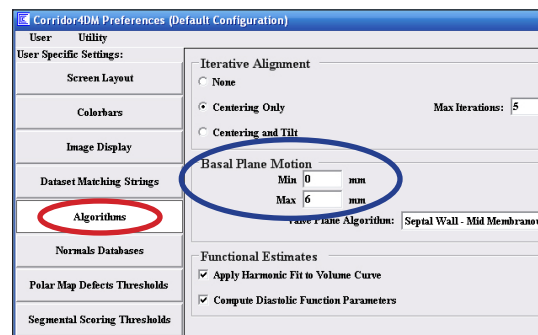 Corridor4DM Preferences (Default Configuration)
User Utility
User Specific Settings:
Screen Layout
Colorbars
Image Display
Dataset Matching Strings
Algorithms
Normals Databases
Polar Map Defects Thresholds
Segmental Scoring Thresholds
Iterative Alignment
None
Centering Only
Max Iterations: 5
Centering and Tilt
Basal Plane Motion
Min 0 mm
Max 6 mm
Plane Algorithm: Septal Wall - Mid
Functional Estimates
Apply Harmonic Fit to Volume Curve
Compute Diastolic Function Parameters